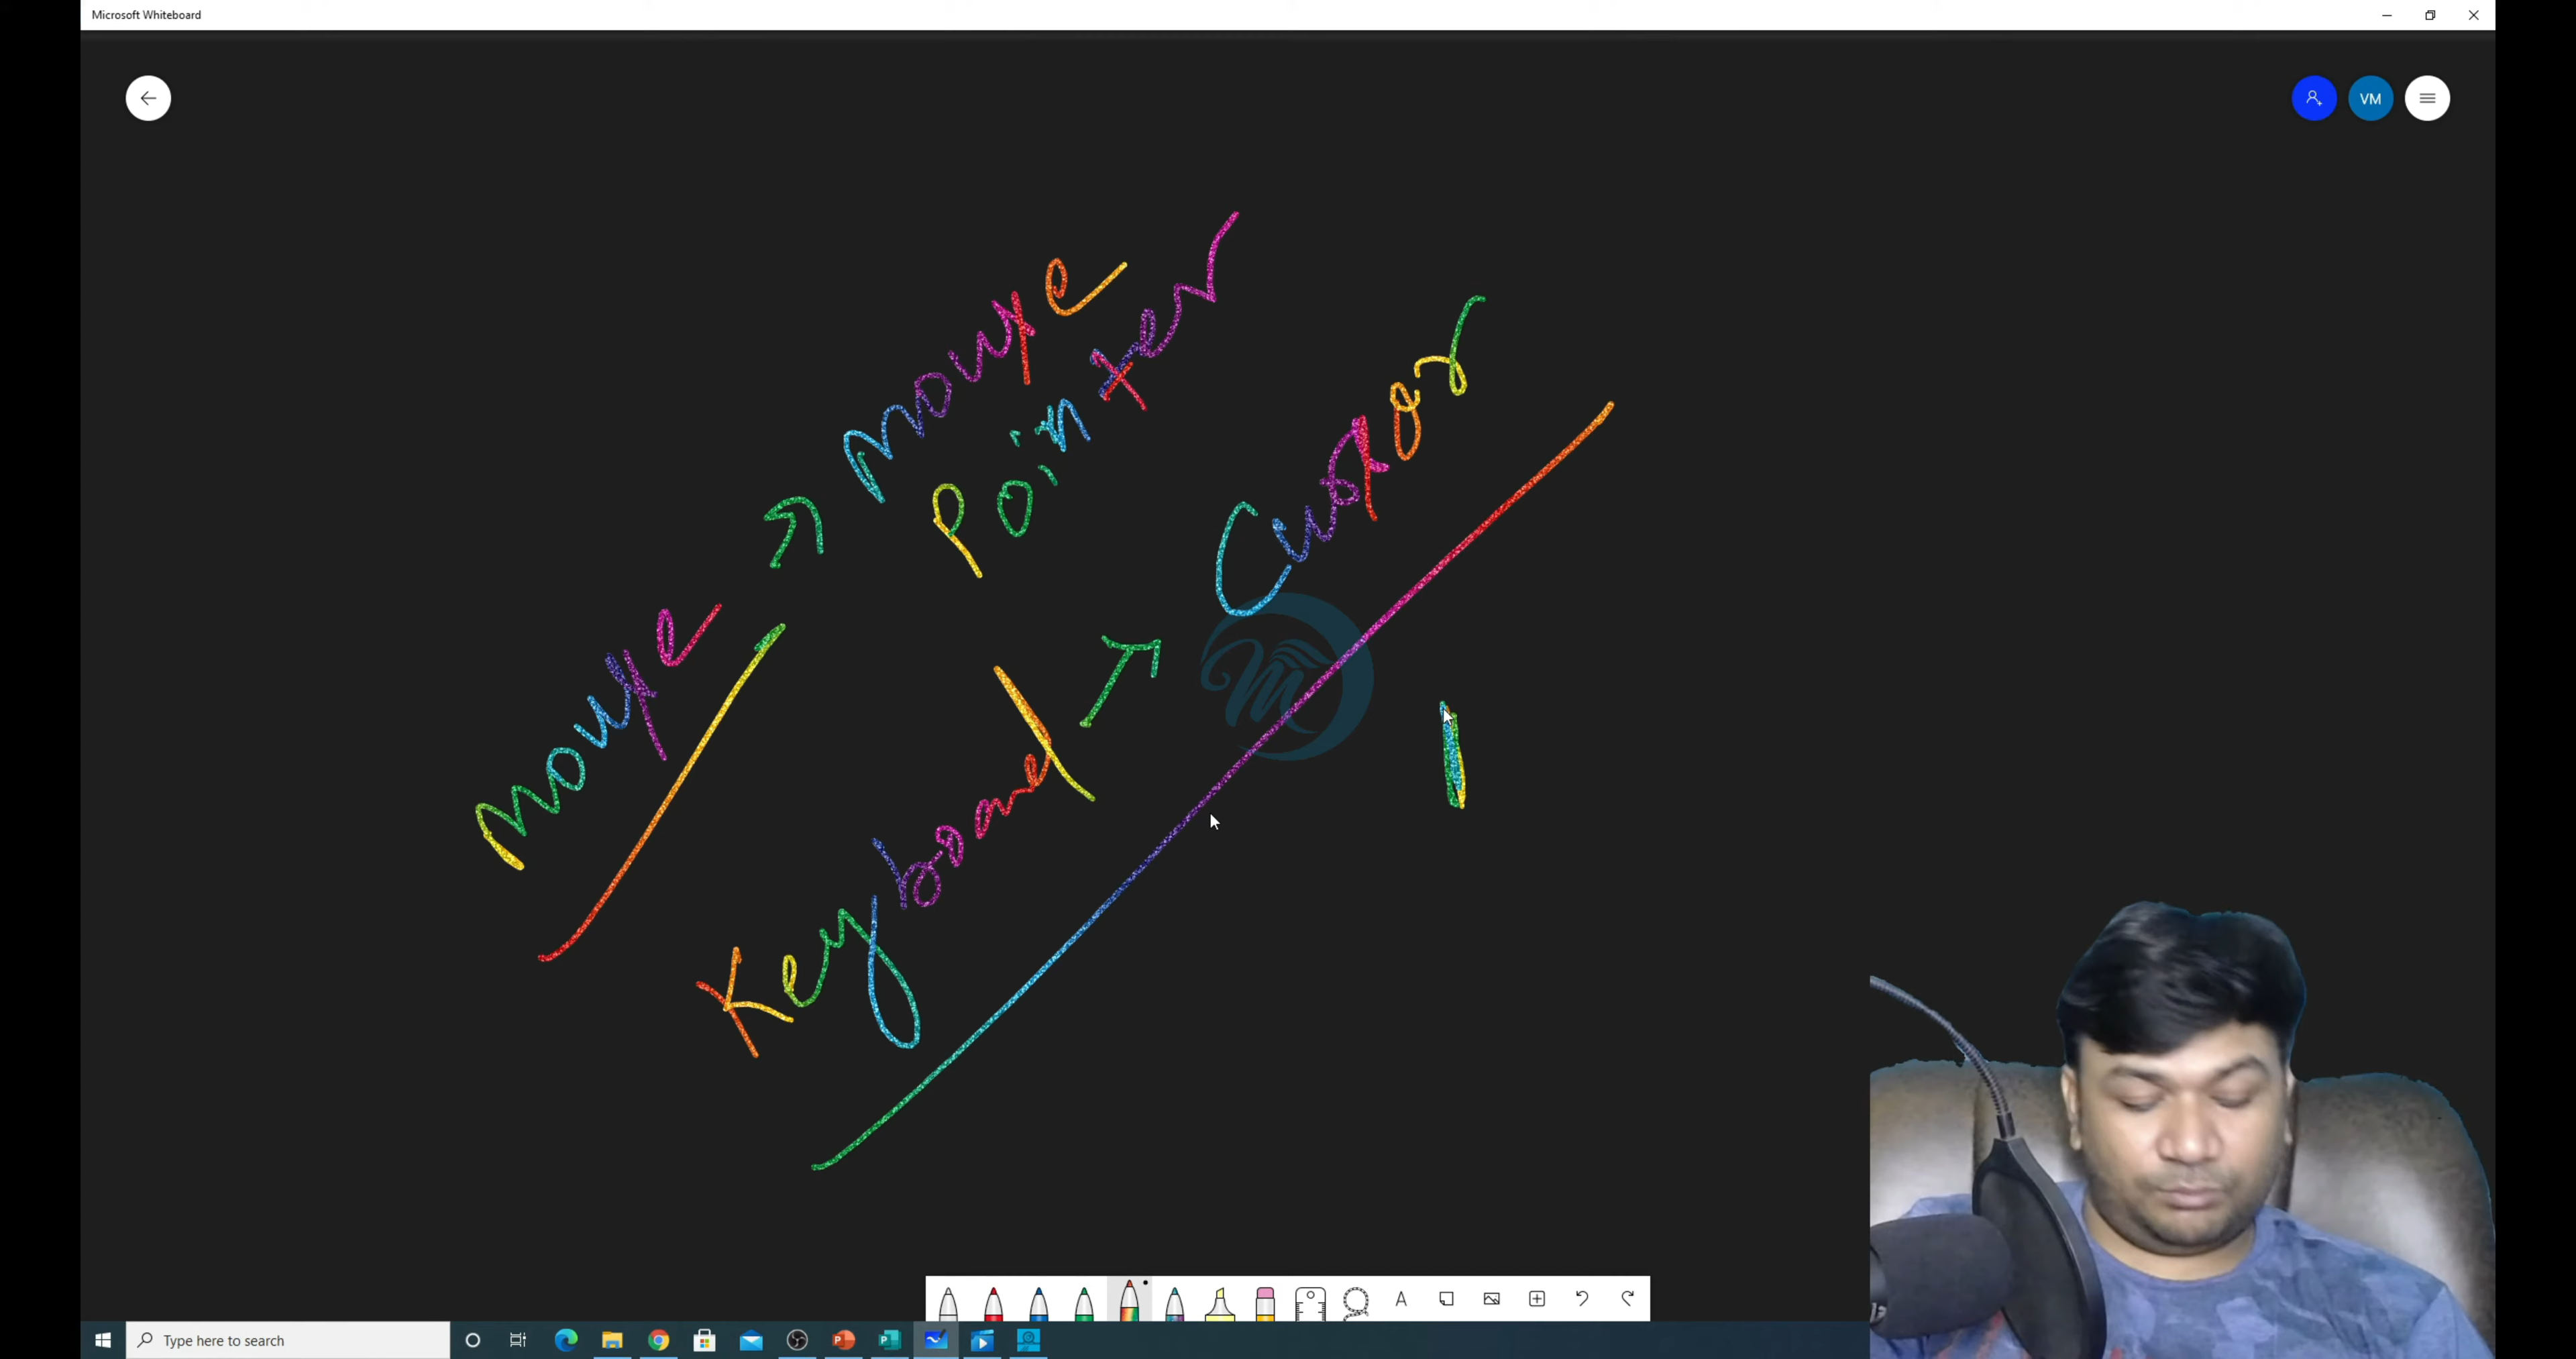 Microsoft Whiteboard
VM
Mouse → Mouse
Pointer
Keyboard → Cursor
A
Type here to search